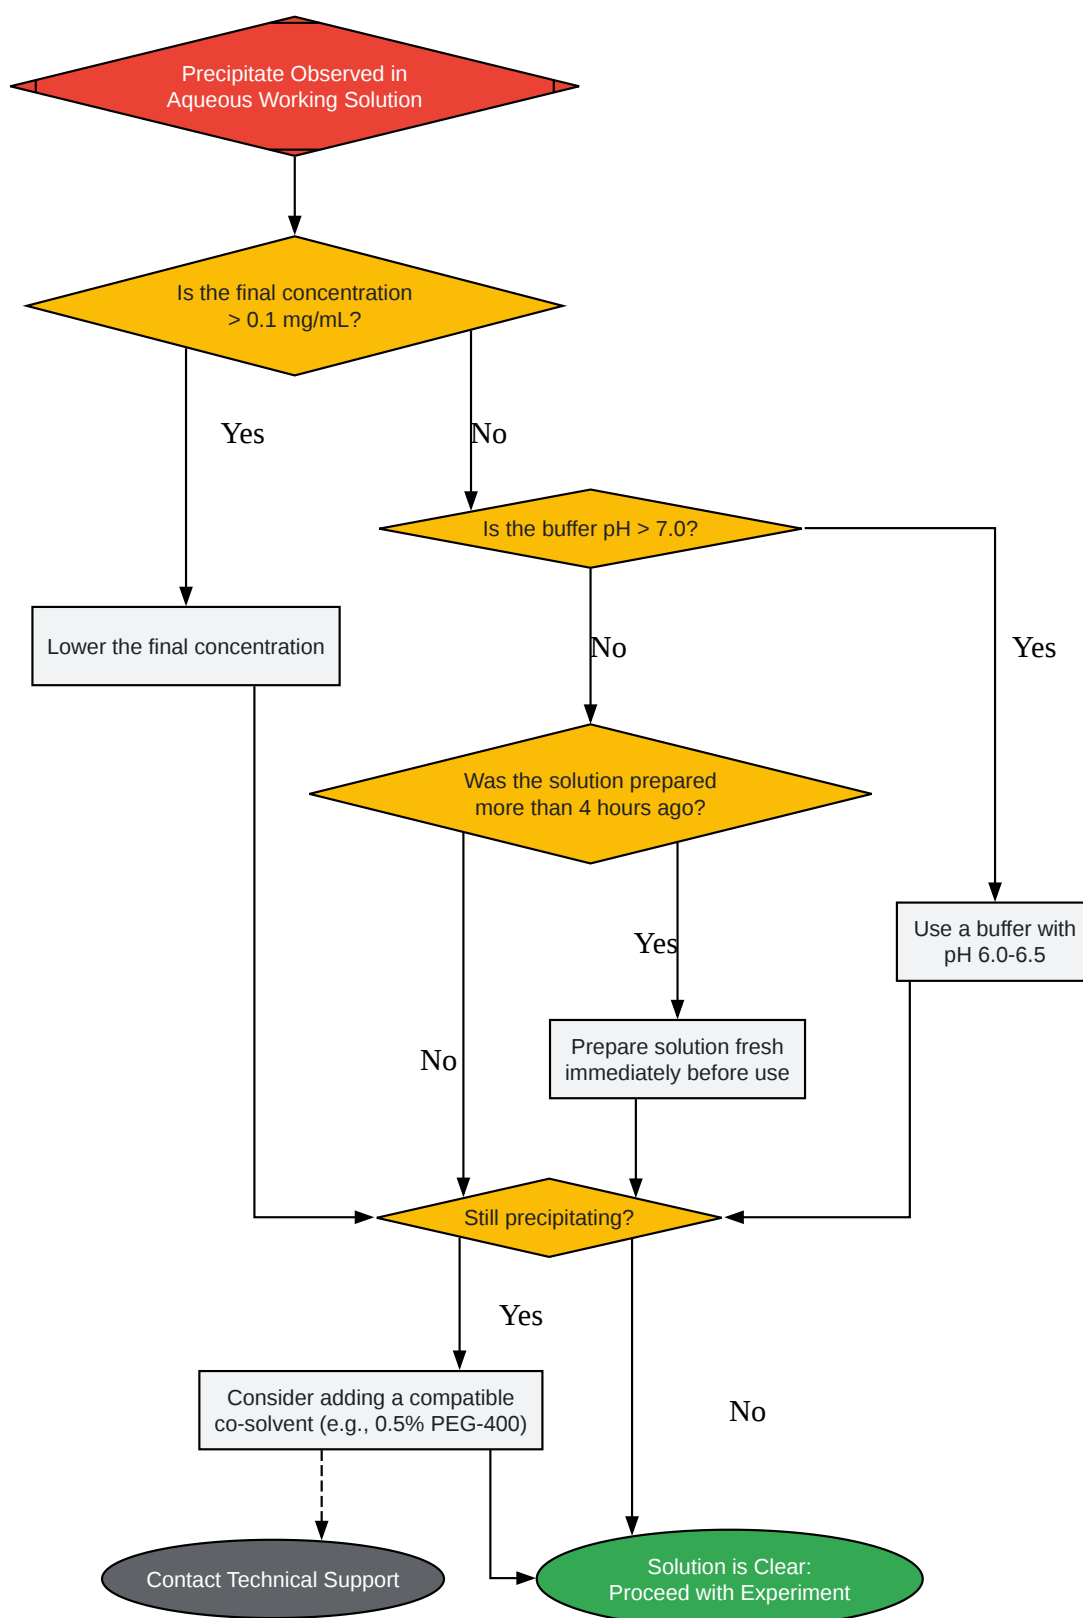 Precipitate Observed in
Aqueous Working Solution
Is the final concentration
> 0.1 mg/mL?
Yes
No
Is the buffer pH > 7.0?
Lower the final concentration
No
Yes
Was the solution prepared
more than 4 hours ago?
Use a buffer with
pH 6.0-6.5
Yes
No
Prepare solution fresh
immediately before use
Still precipitating?
Yes
Consider adding a compatible
co-solvent (e.g., 0.5% PEG-400)
No
Contact Technical Support
Solution is Clear:
Proceed with Experiment